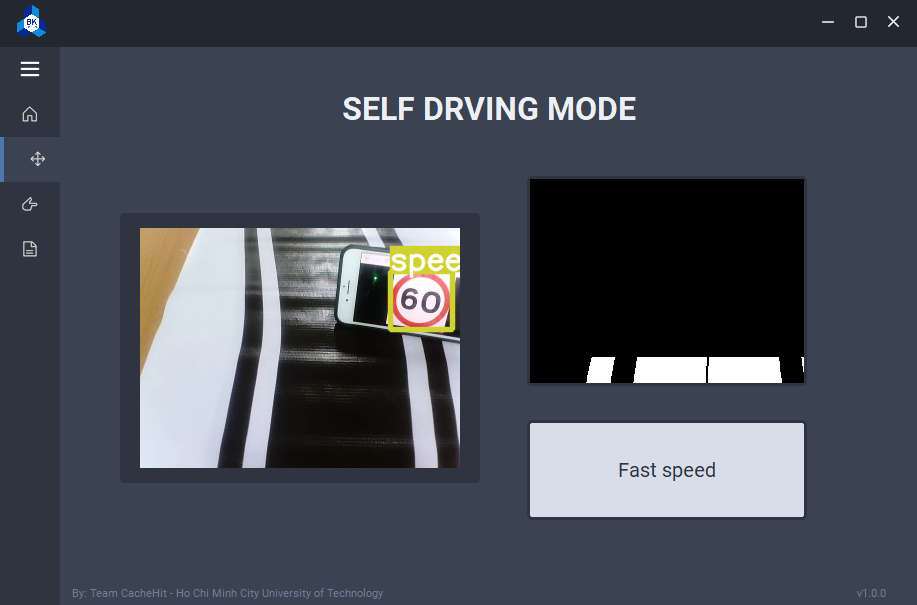 BK
SELF DRVING MODE
spee
60
Fast speed
By: Team CacheHit - Ho Chi Minh City University of Technology
v1.0.0